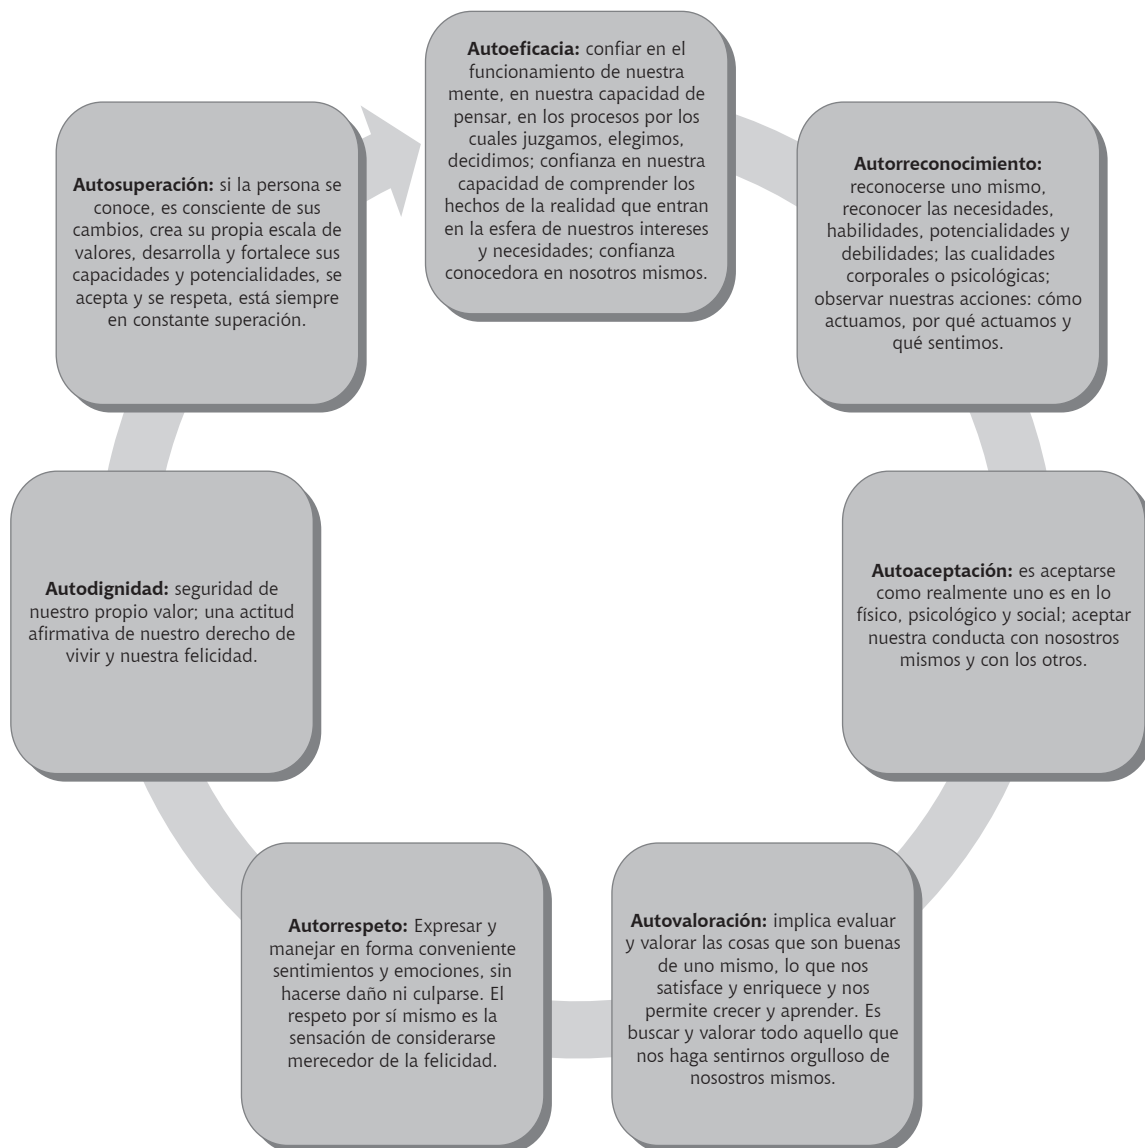 Autoeficacia: confiar en el
funcionamiento de nuestra
mente, en nuestra capacidad de
pensar, en los procesos por los
cuales juzgamos, elegimos,
decidimos; confianza en nuestra
capacidad de comprender los
hechos de la realidad que entran
en la esfera de nuestros intereses
y necesidades; confianza
conocedora en nosotros mismos.
Autorreconocimiento:
reconocerse uno mismo,
reconocer las necesidades,
habilidades, potencialidades y
debilidades; las cualidades
corporales o psicológicas;
observar nuestras acciones: cómo
actuamos, por qué actuamos y
qué sentimos.
Autoaceptación: es aceptarse
como realmente uno es en lo
físico, psicológico y social; aceptar
nuestra conducta con nosostros
mismos y con los otros.
Autovaloración: implica evaluar
y valorar las cosas que son buenas
de uno mismo, lo que nos
satisface y enriquece y nos
permite crecer y aprender. Es
buscar y valorar todo aquello que
nos haga sentirnos orgulloso de
nosostros mismos.
Autorrespeto: Expresar y
manejar en forma conveniente
sentimientos y emociones, sin
hacerse daño ni culparse. El
respeto por sí mismo es la
sensación de considerarse
merecedor de la felicidad.
Autodignidad: seguridad de
nuestro propio valor; una actitud
afirmativa de nuestro derecho de
vivir y nuestra felicidad.
Autosuperación: si la persona se
conoce, es consciente de sus
cambios, crea su propia escala de
valores, desarrolla y fortalece sus
capacidades y potencialidades, se
acepta y se respeta, está siempre
en constante superación.